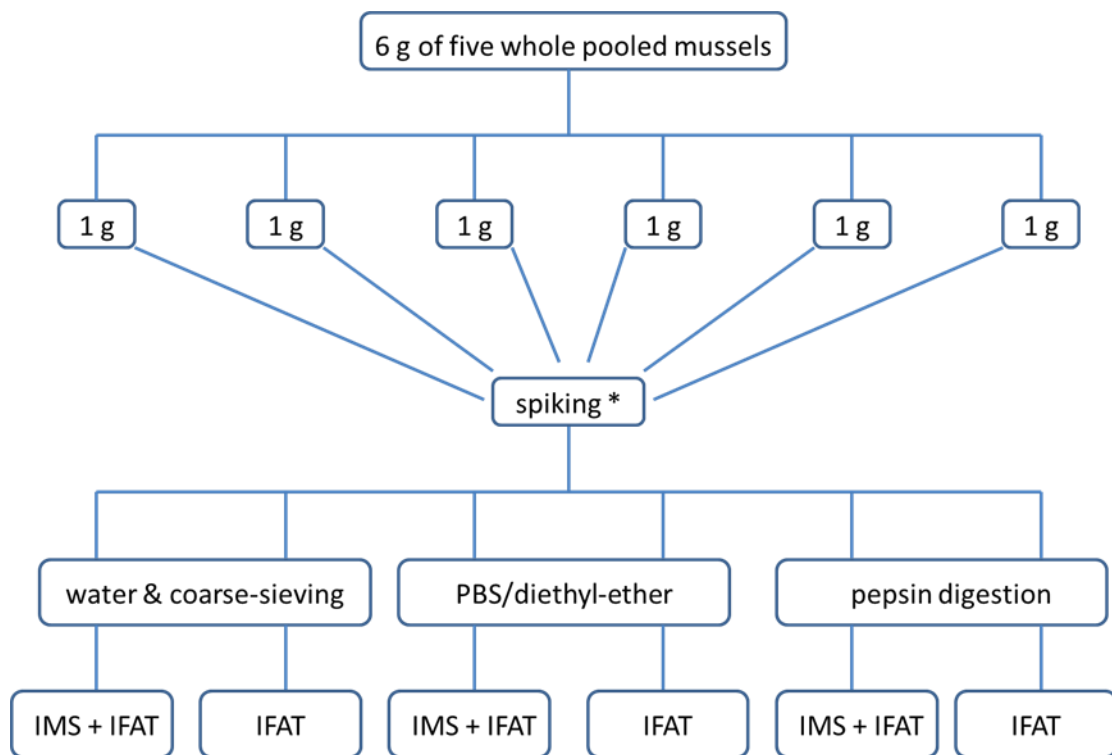 6 g of five whole pooled mussels
1 g 1 g 1 g 1 g 1 g 1 g
spiking *
water & coarse-sieving PBS/diethyl-ether pepsin digestion
IMS + IFAT IFAT IMS + IFAT IFAT IMS + IFAT IFAT